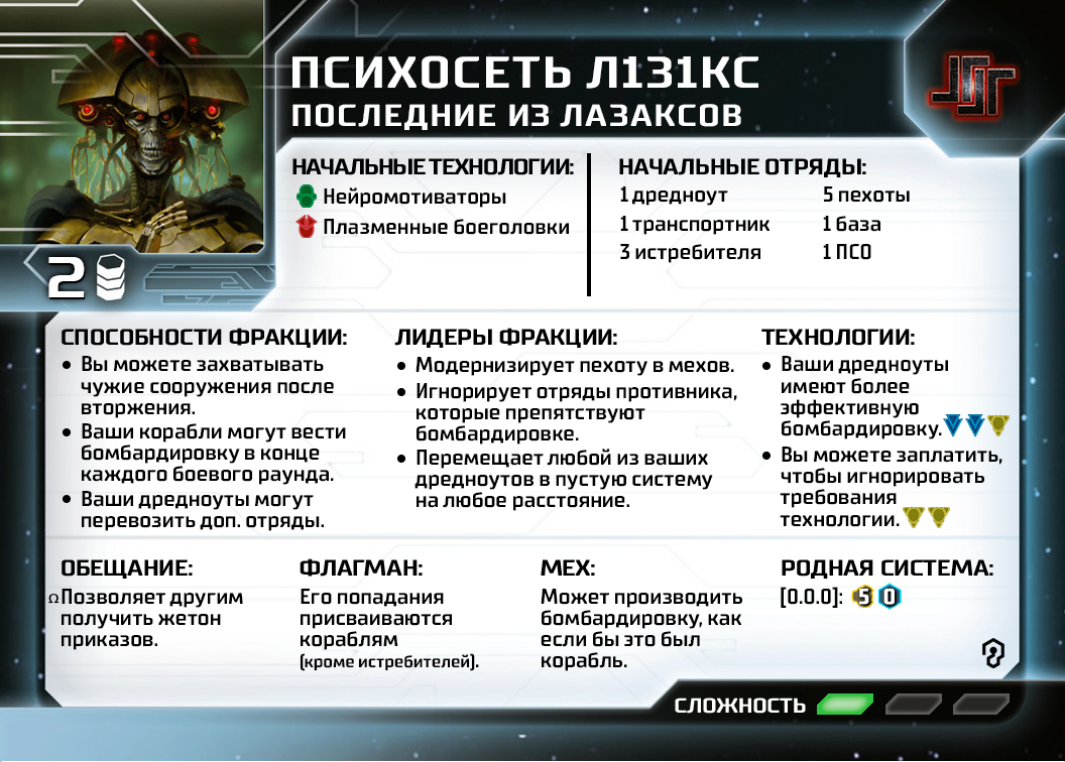 ПСИХОСЕТЬ Л131КС
ПОСЛЕДНИЕ ИЗ ЛАЗАКСОВ
2
НАЧАЛЬНЫЕ ТЕХНОЛОГИИ:
Нейромотиваторы
Плазменные боеголовки
НАЧАЛЬНЫЕ ОТРЯДЫ:
1 дредноут
1 транспортник
3 истребителя
5 пехоты
1 база
1 ПСО
СПОСОБНОСТИ ФРАКЦИИ:
• Вы можете захватывать
чужие сооружения после
вторжения.
• Ваши корабли могут вести
бомбардировку в конце
каждого боевого раунда.
• Ваши дредноуты могут
перевозить доп. отряды.
ЛИДЕРЫ ФРАКЦИИ:
• Модернизирует пехоту в мехов.
• Игнорирует отряды противника,
которые препятствуют
бомбардировке.
• Перемещает любой из ваших
дредноутов в пустую систему
на любое расстояние.
ТЕХНОЛОГИИ:
• Ваши дредноуты
имеют более
эффективную
бомбардировку.
• Вы можете заплатить,
чтобы игнорировать
требования
технологии.
ОБЕЩАНИЕ:
Ω Позволяет другим
получить жетон
приказов.
ФЛАГМАН:
Его попадания
присваиваются
кораблям
(кроме истребителей).
МЕХ:
Может производить
бомбардировку, как
если бы это был
корабль.
РОДНАЯ СИСТЕМА:
[0.0.0]: 5 0
СЛОЖНОСТЬ